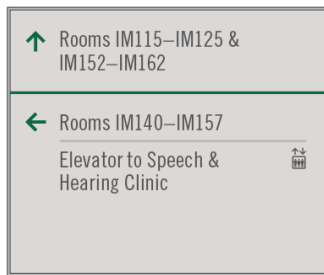 Rooms IM115–IM125 &
IM152–IM162
Rooms IM140–IM157
Elevator to Speech &
Hearing Clinic